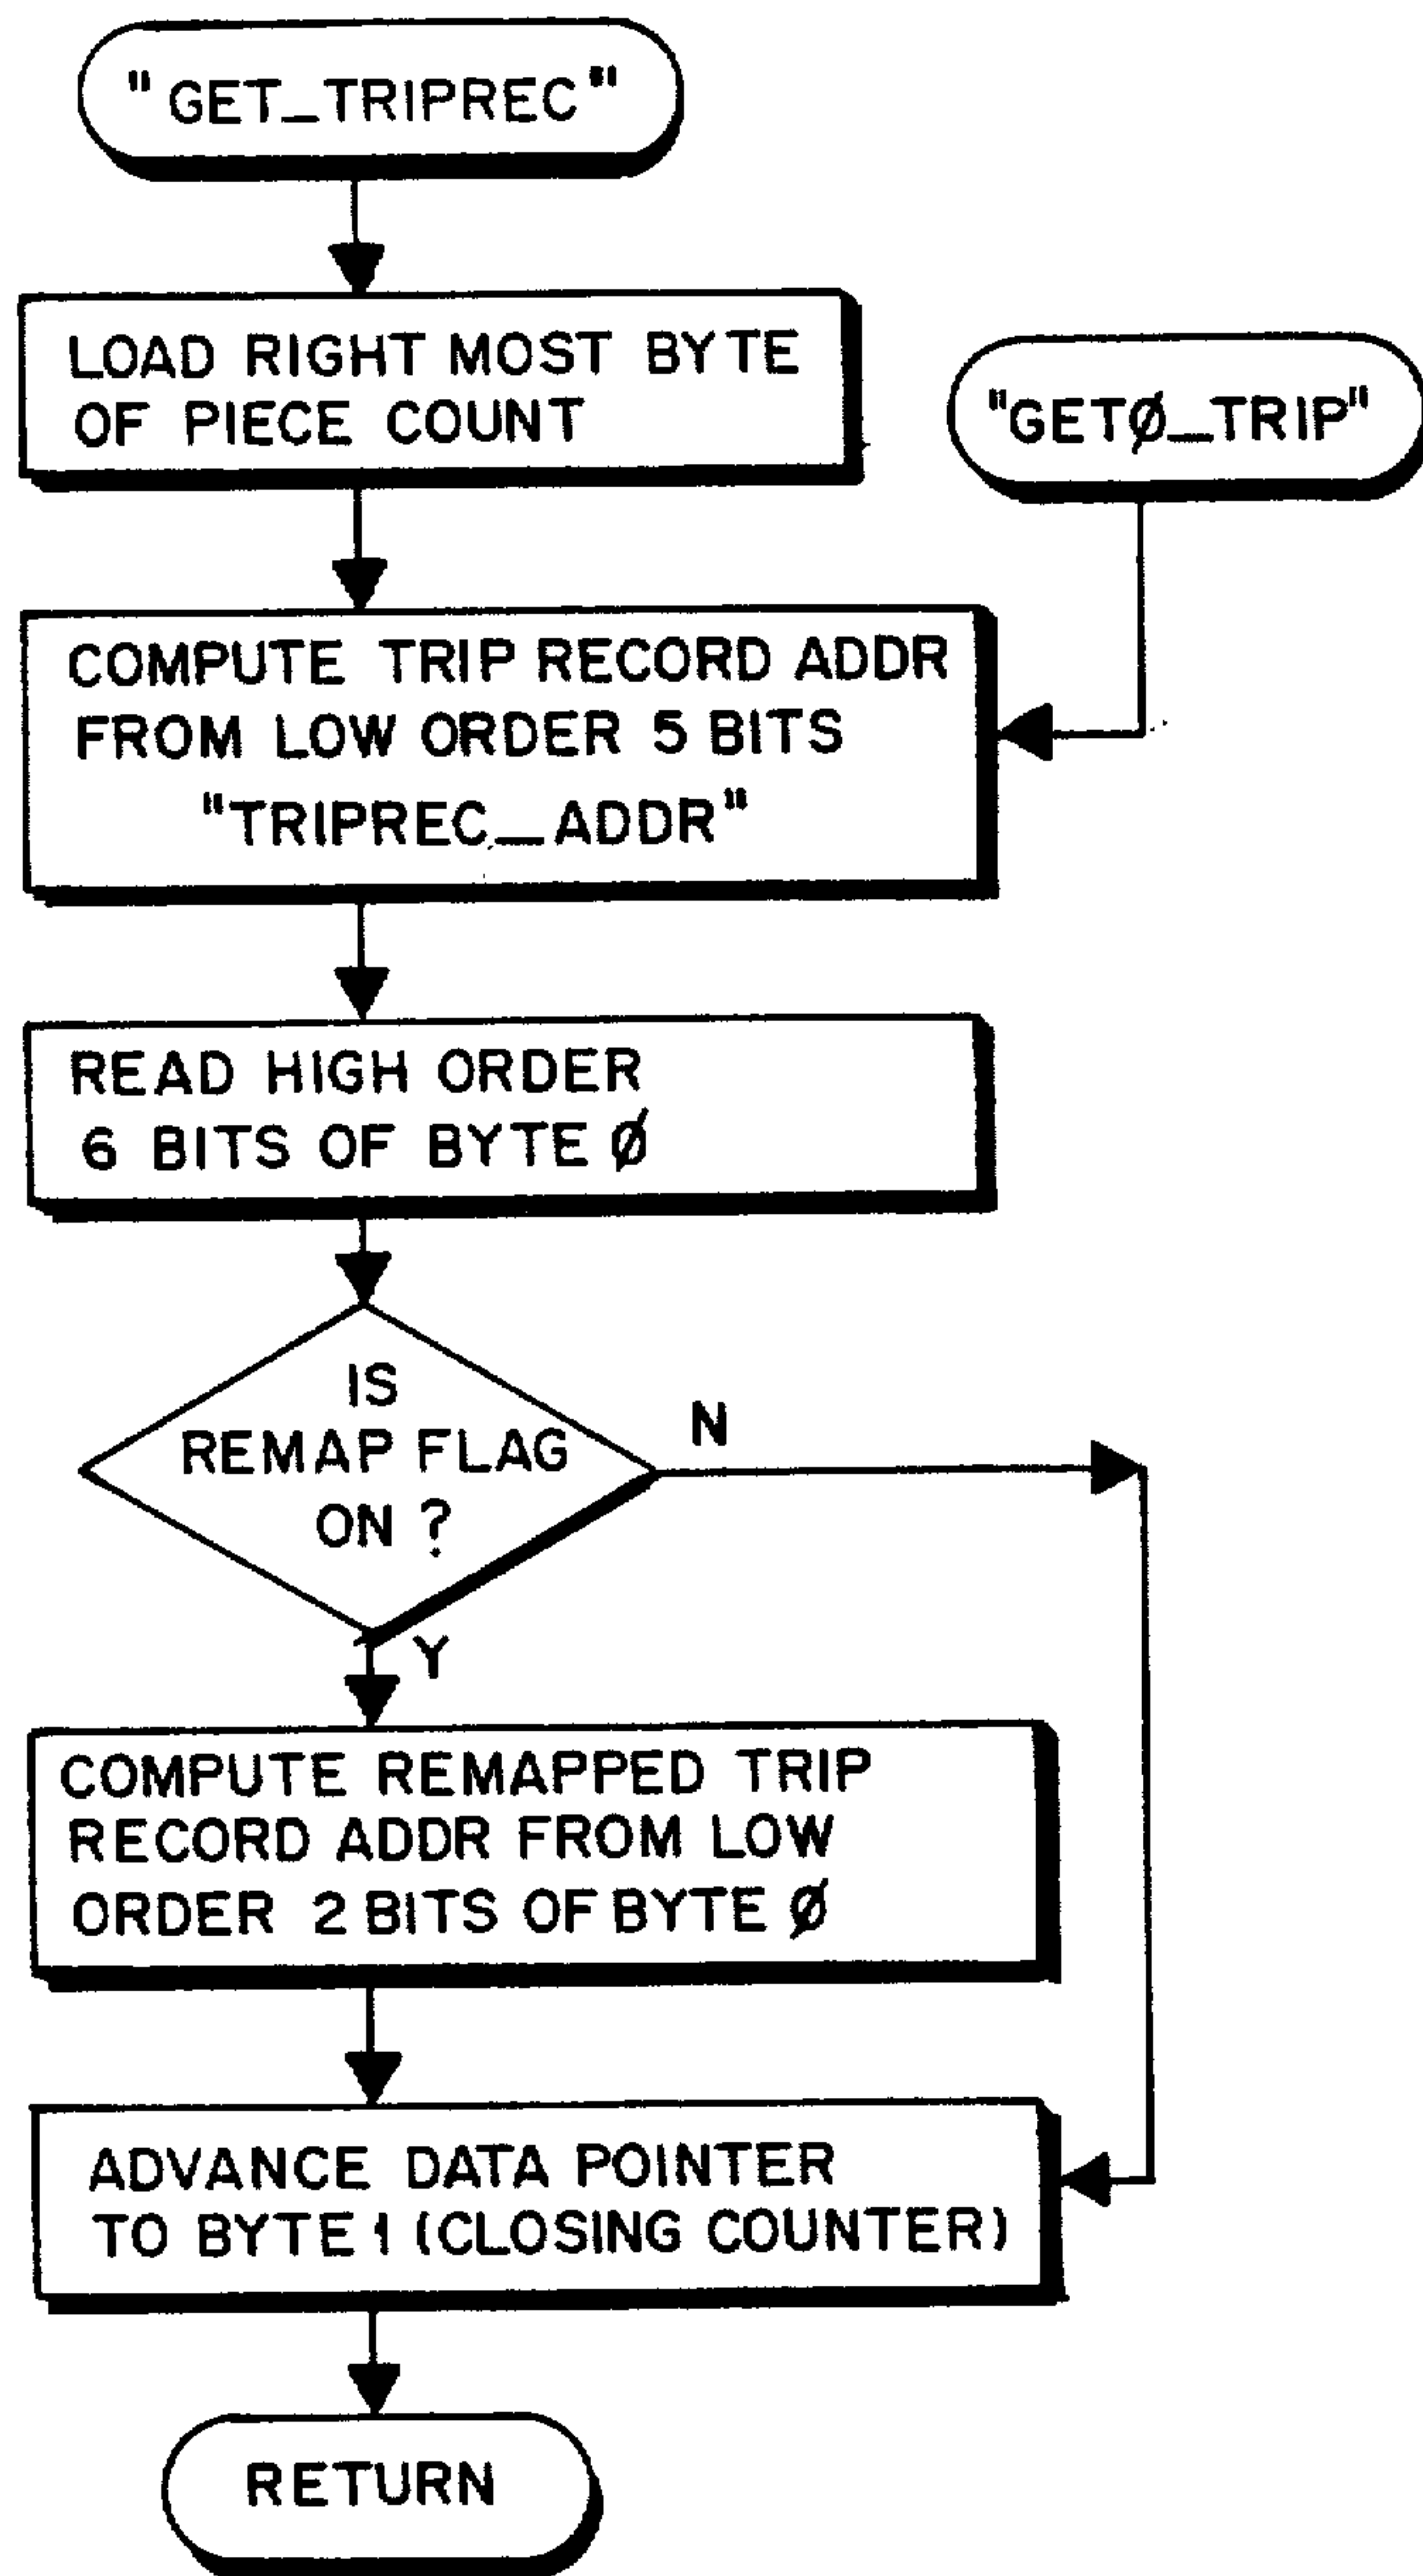 "GET_TRIPREC"
LOAD RIGHT MOST BYTE
OF PIECE COUNT
"GETØ_TRIP"
COMPUTE TRIP RECORD ADDR
FROM LOW ORDER 5 BITS
"TRIPREC_ADDR"
READ HIGH ORDER
6 BITS OF BYTE Ø
IS
REMAP FLAG
ON ?
N
Y
COMPUTE REMAPPED TRIP
RECORD ADDR FROM LOW
ORDER 2 BITS OF BYTE Ø
ADVANCE DATA POINTER
TO BYTE 1 (CLOSING COUNTER)
RETURN